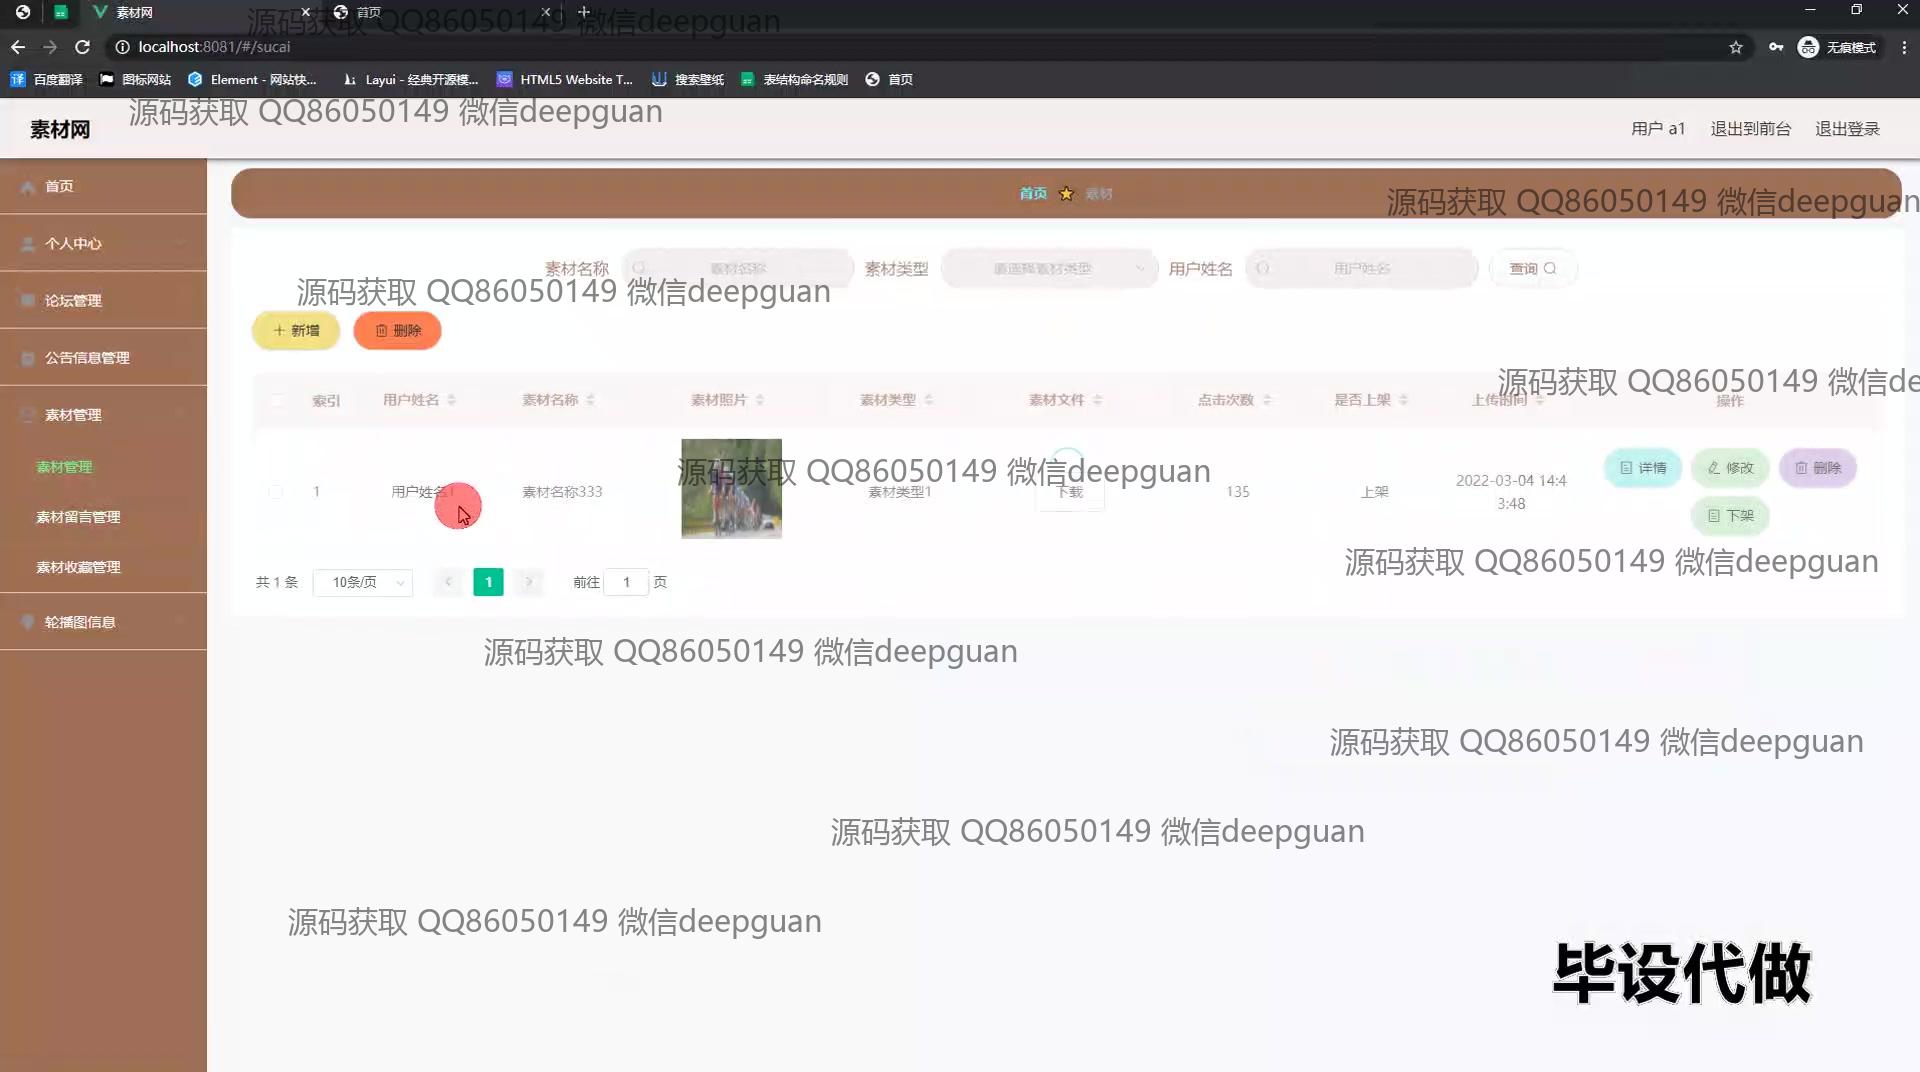 素材网
首页
源码获取 QQ86050149 微信deepguan
localhost:8081/#/sucai
无痕模式
百度翻译
图标网站
Element - 网站快...
Layui - 经典开源模...
HTML5 Website T...
搜索壁纸
表结构命名规则
首页
源码获取 QQ86050149 微信deepguan
素材网
用户 a1
退出到前台
退出登录
首页
个人中心
论坛管理
公告信息管理
素材管理
素材管理
素材留言管理
素材收藏管理
轮播图信息
首页
素材
源码获取 QQ86050149 微信deepguan
素材名称
素材名称
素材类型
请选择素材类型
用户姓名
用户姓名
查询
源码获取 QQ86050149 微信deepguan
新增
删除
源码获取 QQ86050149 微信de
索引
用户姓名
素材名称
素材照片
素材类型
素材文件
点击次数
是否上架
上传时间
操作
源码获取 QQ86050149 微信deepguan
1
用户姓名1
素材名称333
素材类型1
下载
135
上架
2022-03-04 14:4
3:48
详情
修改
删除
下架
源码获取 QQ86050149 微信deepguan
共 1 条
10条/页
1
前往
1
页
源码获取 QQ86050149 微信deepguan
源码获取 QQ86050149 微信deepguan
源码获取 QQ86050149 微信deepguan
源码获取 QQ86050149 微信deepguan
毕设代做